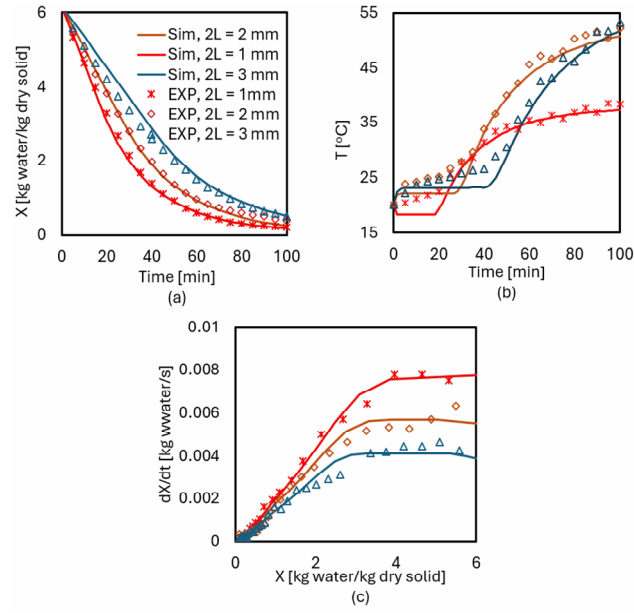 6
4
2
0
X [kg water/kg dry solid]
Sim, 2L = 2 mm
Sim, 2L = 1 mm
Sim, 2L = 3 mm
EXP, 2L = 1mm
EXP, 2L = 2 mm
EXP, 2L = 3 mm
0 20 40 60 80 100
Time [min]
(a)
55
45
35
25
15
T [°C]
0 20 40 60 80 100
Time [min]
(b)
0.01
0.008
0.006
0.004
0.002
0
dX/dt [kg wwater/s]
0 2 4 6
X [kg water/kg dry solid]
(c)